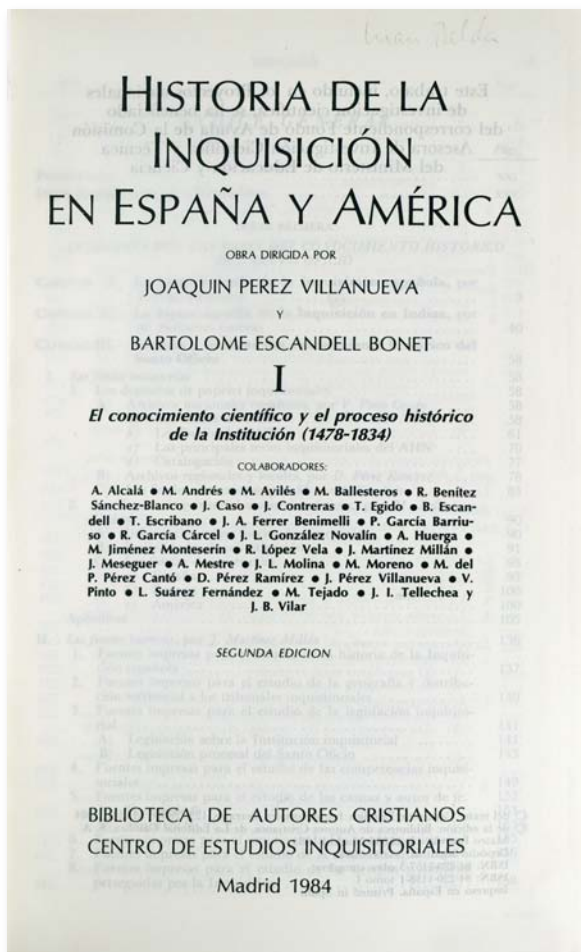 HISTORIA DE LA
INQUISICIÓN
EN ESPAÑA Y AMÉRICA
OBRA DIRIGIDA POR
JOAQUIN PEREZ VILLANUEVA
Y
BARTOLOME ESCANDELL BONET
I
El conocimiento científico y el proceso histórico
de la Institución (1478-1834)
COLABORADORES:
A. Alcalá ● M. Andrés ● M. Avilés ● M. Ballesteros ● R. Benítez
Sánchez-Blanco ● J. Caso ● J. Contreras ● T. Egido ● B. Escan-
dell ● T. Escribano ● J. A. Ferrer Benimelli ● P. García Barriu-
so ● R. García Cárcel ● J. L. González Novalín ● A. Huerga ●
M. Jiménez Monteserín ● R. López Vela ● J. Martínez Millán ●
J. Meseguer ● A. Mestre ● J. L. Molina ● M. Moreno ● M. del
P. Pérez Cantó ● D. Pérez Ramírez ● J. Pérez Villanueva ● V.
Pinto ● L. Suárez Fernández ● M. Tejado ● J. I. Tellechea y
J. B. Vilar
SEGUNDA EDICION
BIBLIOTECA DE AUTORES CRISTIANOS
CENTRO DE ESTUDIOS INQUISITORIALES
Madrid 1984